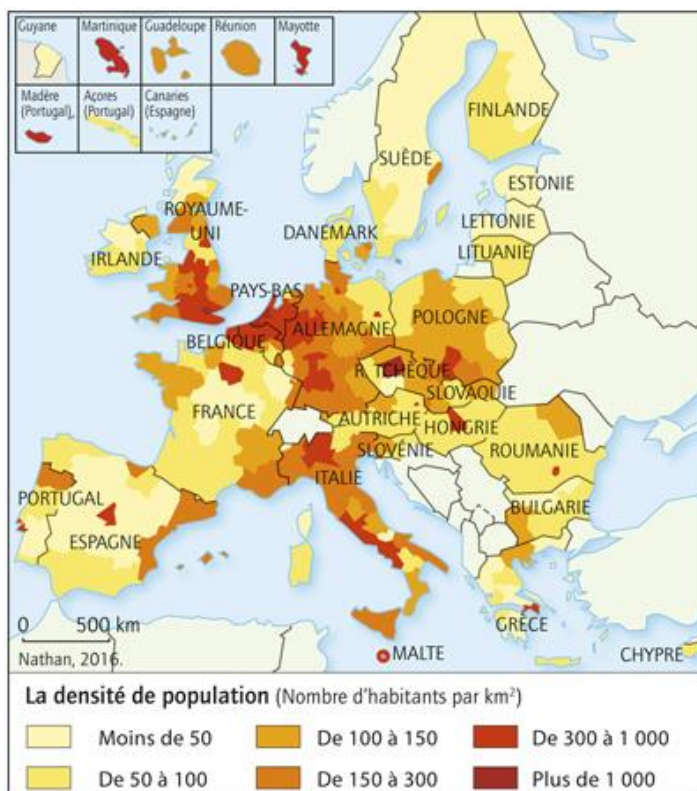 Guyane
Martinique
Guadeloupe
Réunion
Mayotte
Madère
(Portugal),
Açores
(Portugal)
Canaries
(Espagne)
FINLANDE
SUÈDE
ESTONIE
ROYAUME-
UNI
LETTONIE
DANEMARK
IRLANDE
LITUANIE
PAYS-BAS
ALLEMAGNE
POLOGNE
BELGIQUE
R. TCHÈQUE
SLOVAQUIE
FRANCE
AUTRICHE
HONGRIE
SLOVÉNIE
ROUMANIE
ITALIE
PORTUGAL
BULGARIE
ESPAGNE
GRÈCE
0 500 km
Nathan, 2016.
MALTE
CHYPRE
La densité de population (Nombre d'habitants par km²)
Moins de 50
De 100 à 150
De 300 à 1 000
De 50 à 100
De 150 à 300
Plus de 1 000